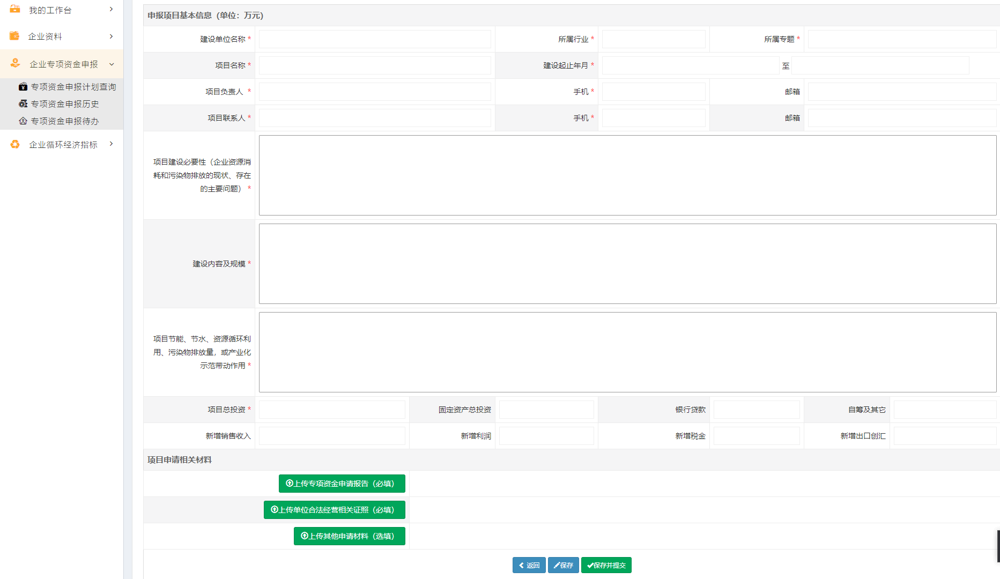 我的工作台
企业资料
企业专项资金申报
专项资金申报计划查询
专项资金申报历史
专项资金申报待办
企业循环经济指标
申报项目基本信息（单位：万元）
建设单位名称 *
所属行业 *
所属专题 *
项目名称 *
建设起止年月 *
至
项目负责人 *
手机 *
邮箱
项目联系人 *
手机 *
邮箱
项目建设必要性（企业资源消
耗和污染物排放的现状、存在
的主要问题） *
建设内容及规模 *
项目节能、节水、资源循环利
用、污染物排放量，或产业化
示范带动作用 *
项目总投资 *
固定资产总投资
银行贷款
自筹及其它
新增销售收入
新增利润
新增税金
新增出口创汇
项目申请相关材料
上传专项资金申请报告（必填）
上传单位合法经营相关证照（必填）
上传其他申请材料（选填）
返回
保存
保存并提交